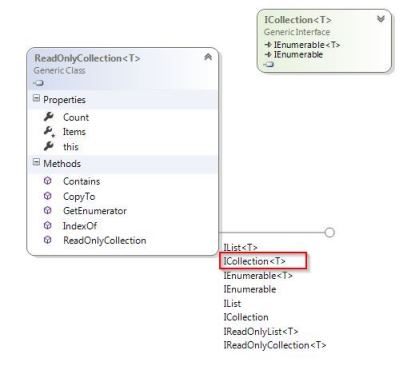 ICollection<T>
Generic Interface
IEnumerable<T>
IEnumerable
ReadOnlyCollection<T>
Generic Class
Properties
Count
Items
this
Methods
Contains
CopyTo
GetEnumerator
IndexOf
ReadOnlyCollection
IList<T>
ICollection<T>
IEnumerable<T>
IEnumerable
IList
ICollection
IReadOnlyList<T>
IReadOnlyCollection<T>